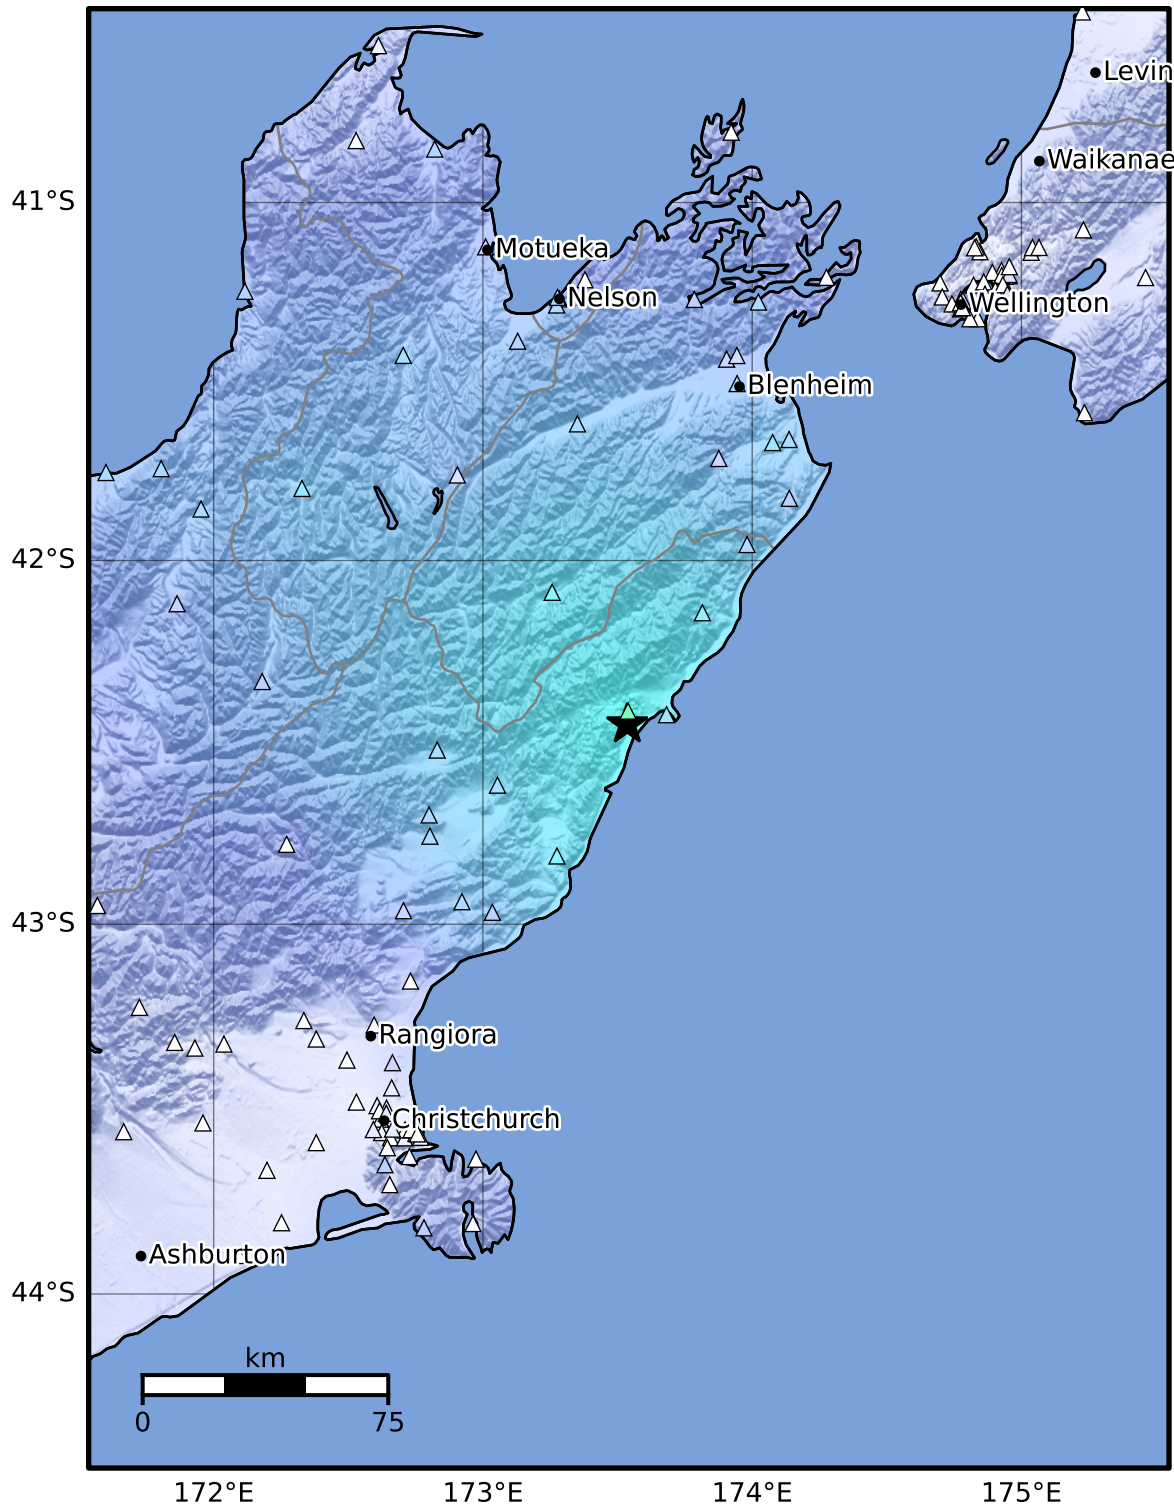 Levin
Waikanae
41°S
Motueka
Nelson
Wellington
Blenheim
42°S
43°S
Rangiora
Christchurch
Ashburton
44°S
km
0 75
172°E 173°E 174°E 175°E